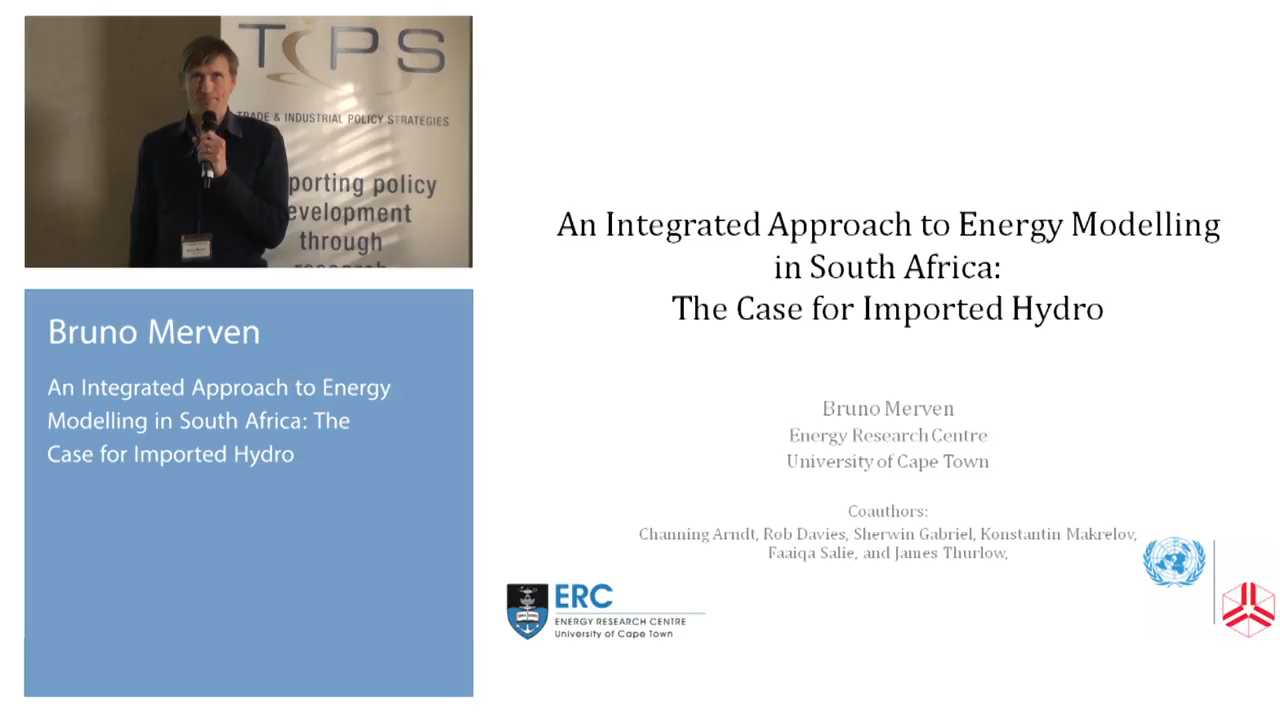 TiPS
TRADE & INDUSTRIAL POLICY STRATEGIES
porting policy
evelopment
through
research
Bruno Merven
An Integrated Approach to Energy
Modelling in South Africa: The
Case for Imported Hydro
An Integrated Approach to Energy Modelling
in South Africa:
The Case for Imported Hydro
Bruno Merven
Energy Research Centre
University of Cape Town
Coauthors:
Channing Arndt, Rob Davies, Sherwin Gabriel, Konstantin Makrelov,
Faaiqa Salie, and James Thurlow,
ERC
ENERGY RESEARCH CENTRE
University of Cape Town